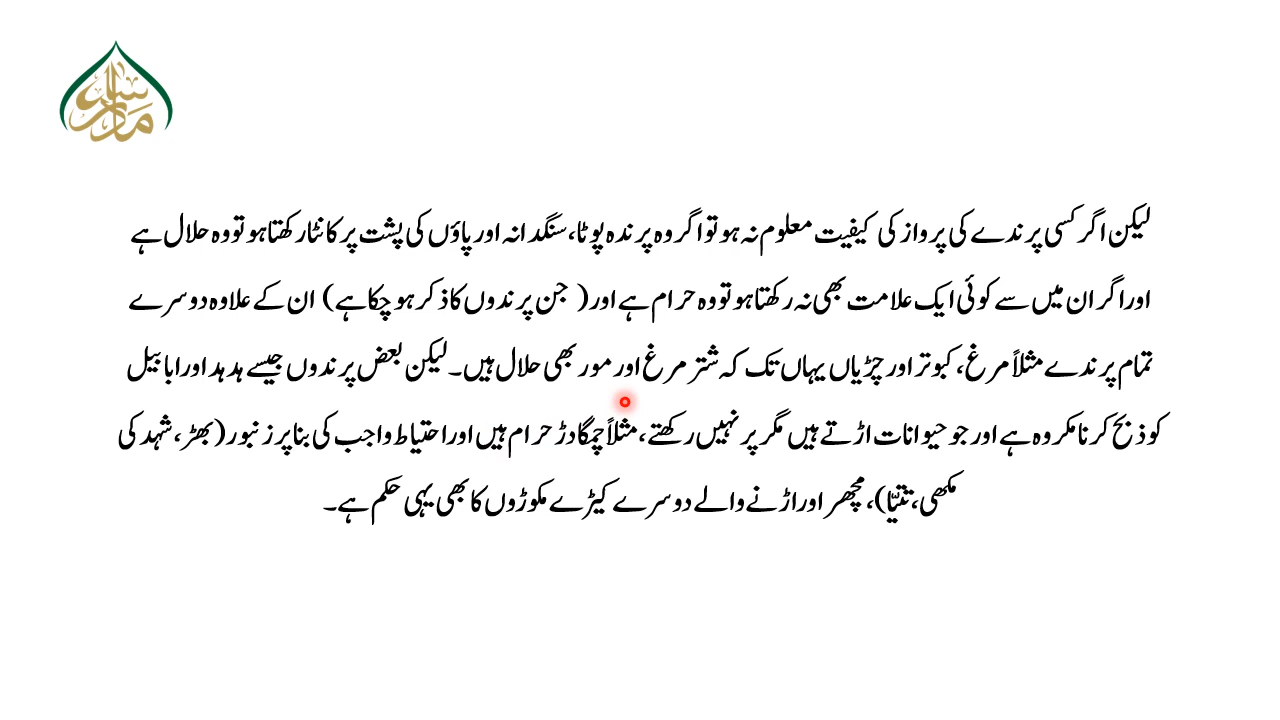 لیکن اگر کسی پرندے کی پرواز کی کیفیت معلوم نہ ہو تو اگر وہ پرندہ پوٹا، سنگدانہ اور پاؤں کی پشت پر کانٹا رکھتا ہو تو وہ حلال ہے
اور اگر ان میں سے کوئی ایک علامت بھی نہ رکھتا ہو تو وہ حرام ہے اور ( جن پرندوں کا ذکر ہو چکا ہے ) ان کے علاوہ دوسرے
تمام پرندے مثلاً مرغ، کبوتر اور چڑیاں یہاں تک کہ شتر مرغ اور مور بھی حلال ہیں۔ لیکن بعض پرندوں جیسے ہدہد اور ابابیل
کو ذبح کرنا مکروہ ہے اور جو حیوانات اڑتے ہیں مگر پر نہیں رکھتے، مثلاً چمگادڑ حرام ہیں اور احتیاط واجب کی بنا پر زنبور (بھڑ، شہد کی
مکھی، تتیّا)، مچھر اور اڑنے والے دوسرے کیڑے مکوڑوں کا بھی یہی حکم ہے۔